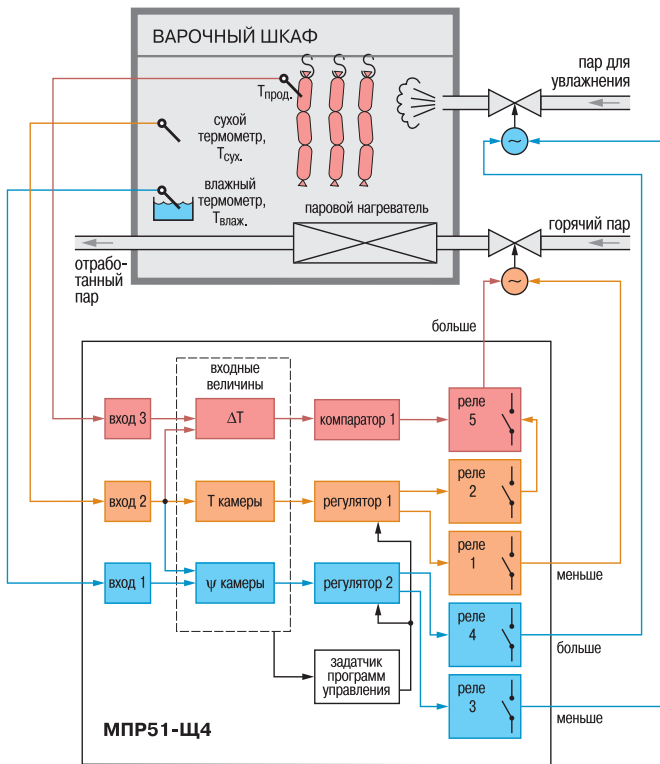 ВАРОЧНЫЙ ШКАФ
пар для
увлажнения
Tпрод.
сухой
термометр,
Tсух.
влажный
термометр,
Tвлаж.
паровой нагреватель
горячий пар
отрабо-
танный
пар
~
~
больше
входные
величины
вход 3
ΔT
компаратор 1
реле
5
вход 2
T камеры
регулятор 1
реле
2
реле
1
меньше
вход 1
ψ камеры
регулятор 2
реле
4
больше
задатчик
программ
управления
реле
3
меньше
МПР51-Щ4